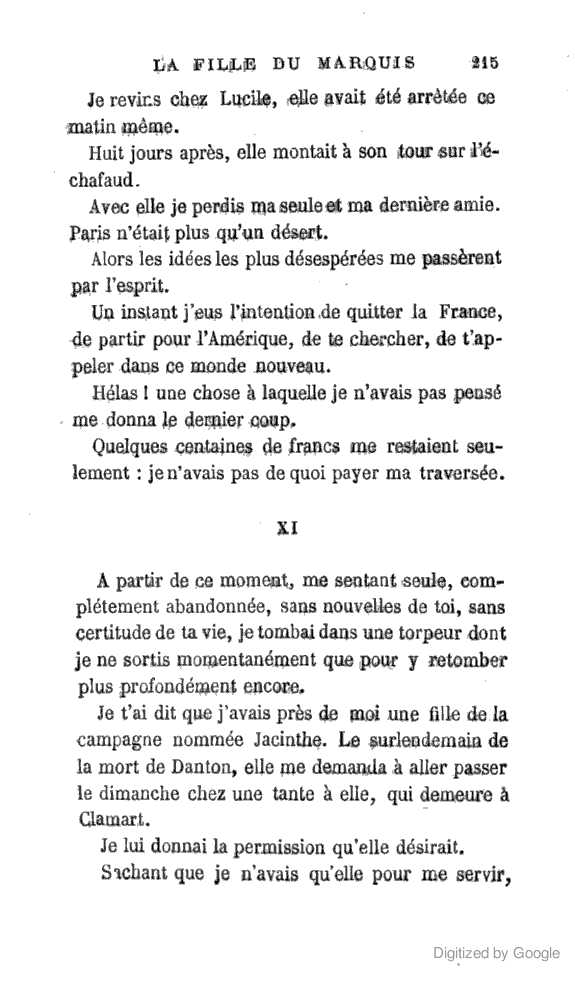 LA FILLE DU MARQUIS 215
Je revins chez Lucile, elle avait été arrêtée ce
matin même.
Huit jours après, elle montait à son tour sur l'é-
chafaud.
Avec elle je perdis ma seule et ma dernière amie.
Paris n'était plus qu'un désert.
Alors les idées les plus désespérées me passèrent
par l'esprit.
Un instant j'eus l'intention de quitter la France,
de partir pour l'Amérique, de te chercher, de t'ap-
peler dans ce monde nouveau.
Hélas ! une chose à laquelle je n'avais pas pensé
me donna le dernier coup.
Quelques centaines de francs me restaient seu-
lement : je n'avais pas de quoi payer ma traversée.
XI
A partir de ce moment, me sentant seule, com-
plétement abandonnée, sans nouvelles de toi, sans
certitude de ta vie, je tombai dans une torpeur dont
je ne sortis momentanément que pour y retomber
plus profondément encore.
Je t'ai dit que j'avais près de moi une fille de la
campagne nommée Jacinthe. Le surlendemain de
la mort de Danton, elle me demanda à aller passer
le dimanche chez une tante à elle, qui demeure à
Clamart.
Je lui donnai la permission qu'elle désirait.
Sachant que je n'avais qu'elle pour me servir,
Digitized by Google